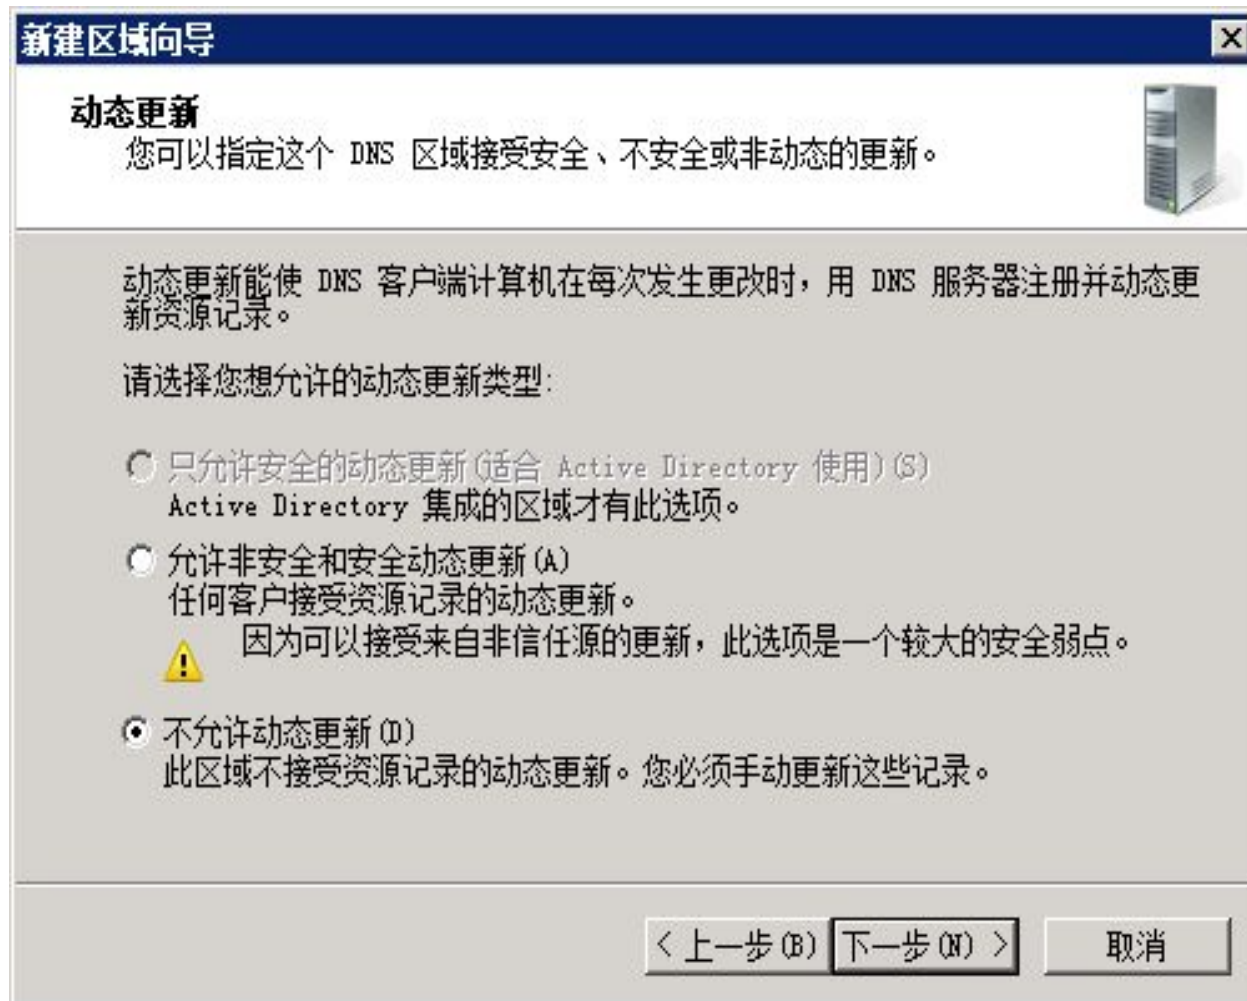 新建区域向导
动态更新
您可以指定这个 DNS 区域接受安全、不安全或非动态的更新。
动态更新能使 DNS 客户端计算机在每次发生更改时，用 DNS 服务器注册并动态更
新资源记录。
请选择您想允许的动态更新类型:
只允许安全的动态更新(适合 Active Directory 使用)(S)
Active Directory 集成的区域才有此选项。
允许非安全和安全动态更新(A)
任何客户接受资源记录的动态更新。
因为可以接受来自非信任源的更新，此选项是一个较大的安全弱点。
不允许动态更新(D)
此区域不接受资源记录的动态更新。您必须手动更新这些记录。
< 上一步(B) 下一步(N) > 取消